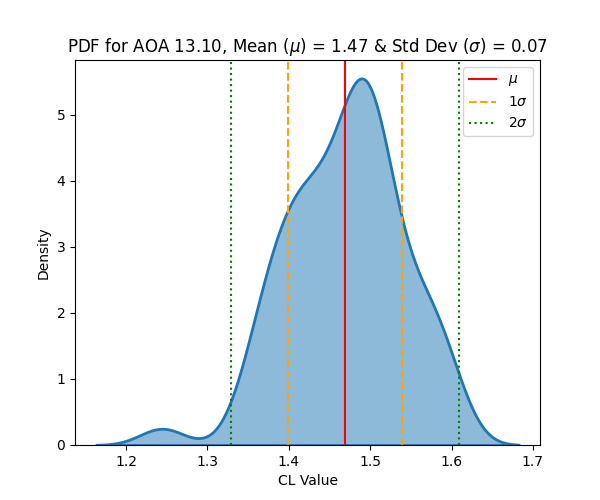 PDF for AOA 13.10, Mean (μ) = 1.47 & Std Dev (σ) = 0.07
μ
1σ
2σ
5
4
3
2
1
0
Density
1.2 1.3 1.4 1.5 1.6 1.7
CL Value